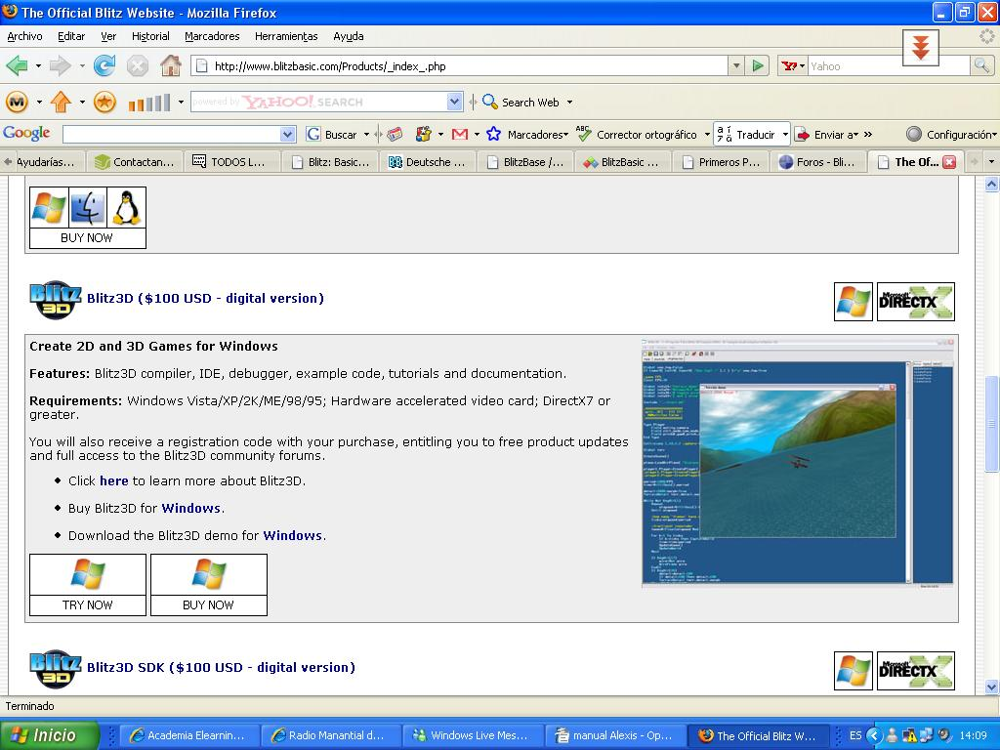 The Official Blitz Website - Mozilla Firefox
Archivo Editar Ver Historial Marcadores Herramientas Ayuda
http://www.blitzbasic.com/Products/_index_.php
Yahoo
powered by YAHOO! SEARCH Search Web
Google Buscar Marcadores Corrector ortográfico Traducir Enviar a Configuración
Ayudarías... Contactan... TODOS L... Blitz: Basic... Deutsche ... BlitzBase /... BlitzBasic ... Primeros P... Foros - Bli... The Of...
BUY NOW
Blitz 3D Blitz3D ($100 USD - digital version) Microsoft DIRECTX
Create 2D and 3D Games for Windows
Features: Blitz3D compiler, IDE, debugger, example code, tutorials and documentation.
Requirements: Windows Vista/XP/2K/ME/98/95; Hardware accelerated video card; DirectX7 or
greater.
You will also receive a registration code with your purchase, entitling you to free product updates
and full access to the Blitz3D community forums.
Click here to learn more about Blitz3D.
Buy Blitz3D for Windows.
Download the Blitz3D demo for Windows.
TRY NOW BUY NOW
Blitz 3D Blitz3D SDK ($100 USD - digital version) Microsoft DIRECTX
Terminado
Inicio Academia Elearnin... Radio Manantial d... Windows Live Mes... manual Alexis - Op... The Official Blitz W... ES 14:09